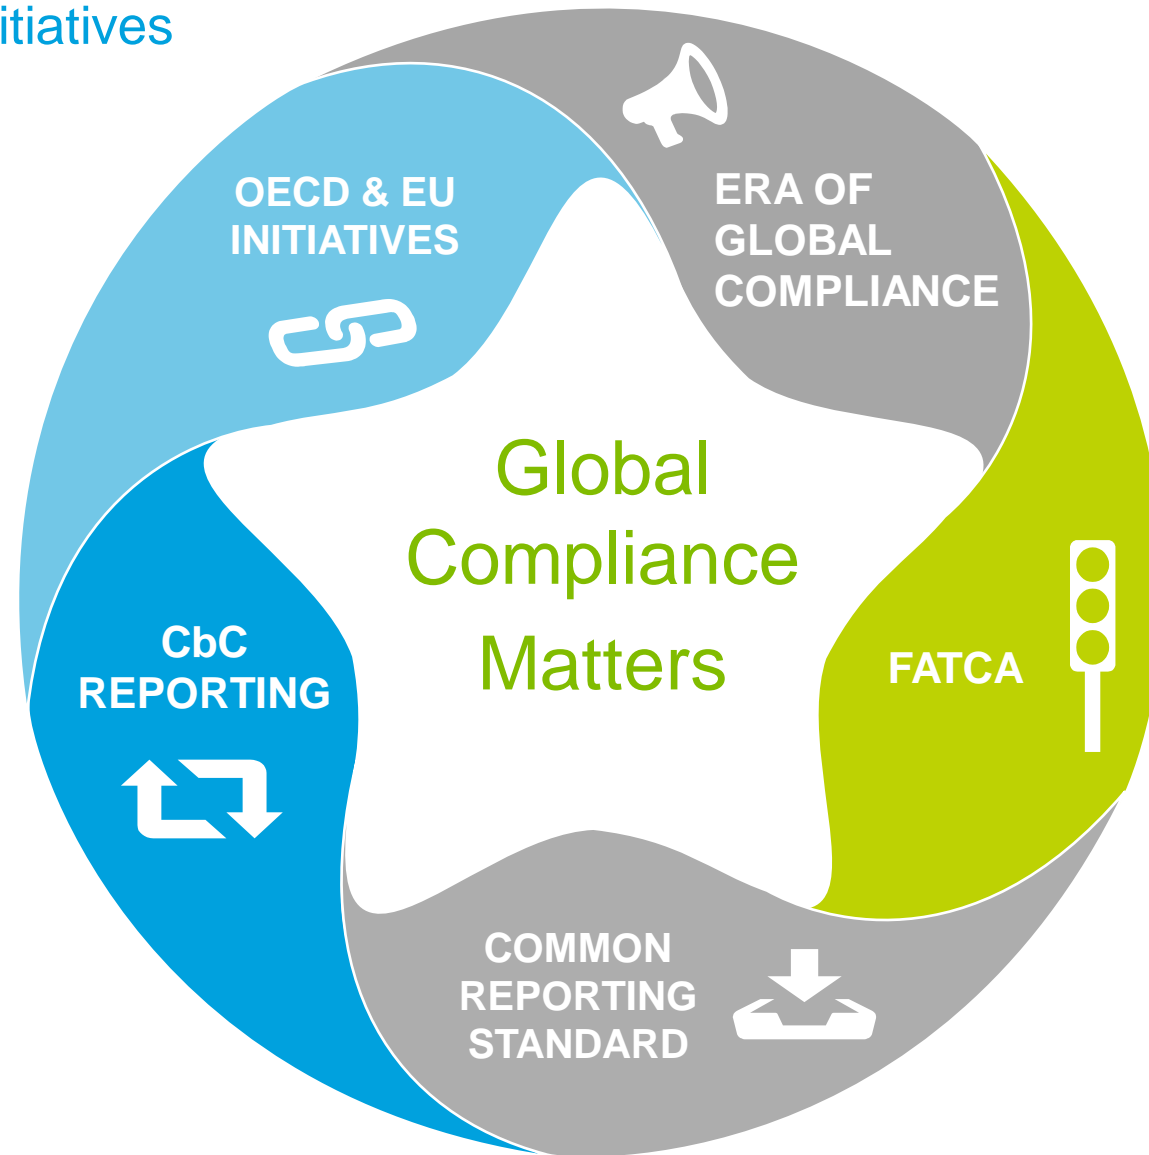 itiatives
OECD & EU
INITIATIVES
ERA OF
GLOBAL
COMPLIANCE
Global
Compliance
Matters
CbC
REPORTING
FATCA
COMMON
REPORTING
STANDARD